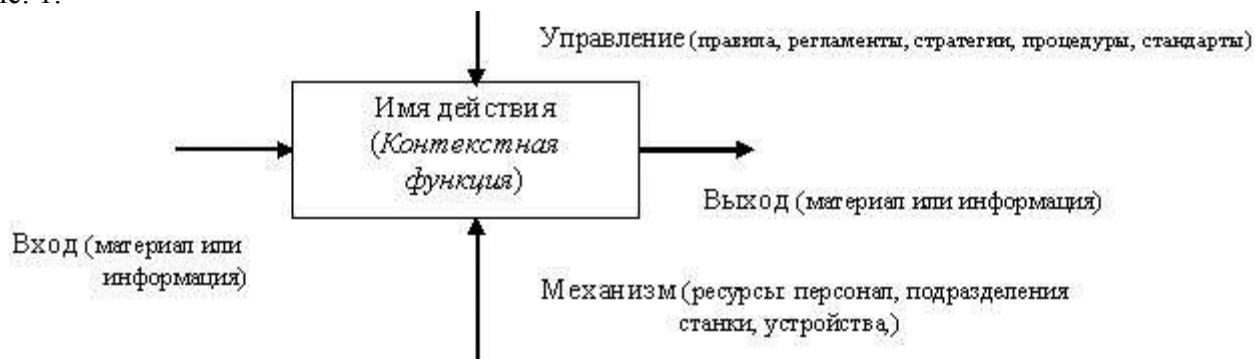 Управление (правила, регламенты, стратегии, процедуры, стандарты)
Имя действия
(Контекстная
функция)
Выход (материал или информация)
Вход (материал или
информация)
Механизм (ресурсы: персонал, подразделения
станки, устройства,)